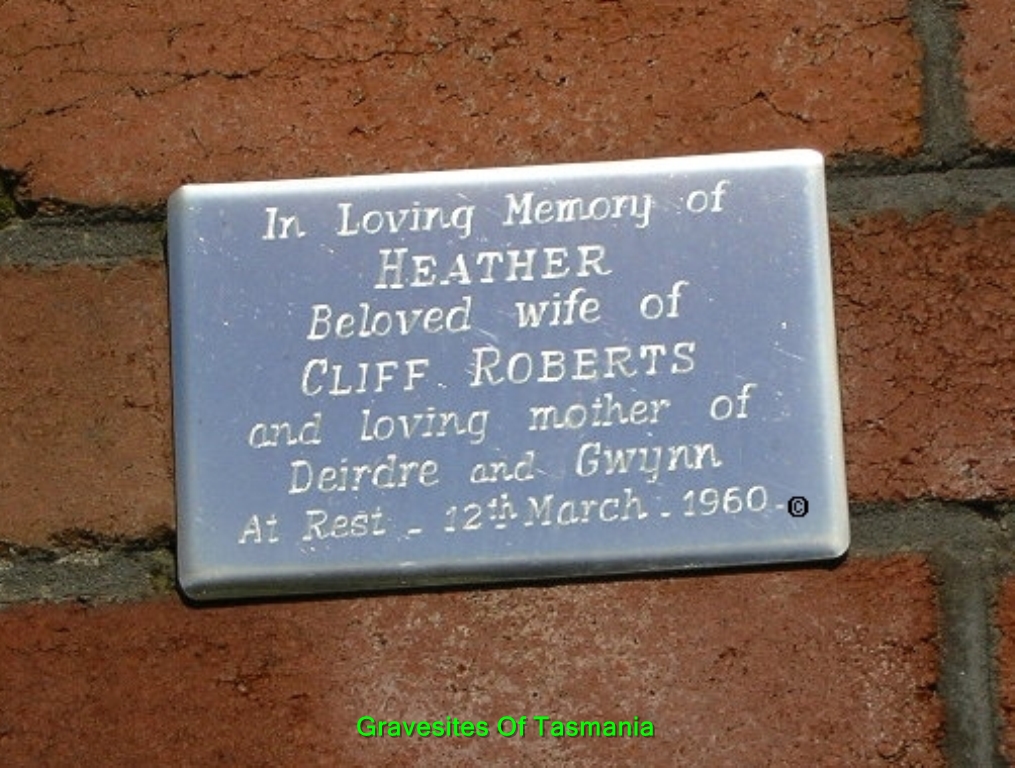 In Loving Memory of
HEATHER
Beloved wife of
CLIFF ROBERTS
and loving mother of
Deirdre and Gwynn
At Rest - 12th March - 1960 - ©
Gravesites Of Tasmania